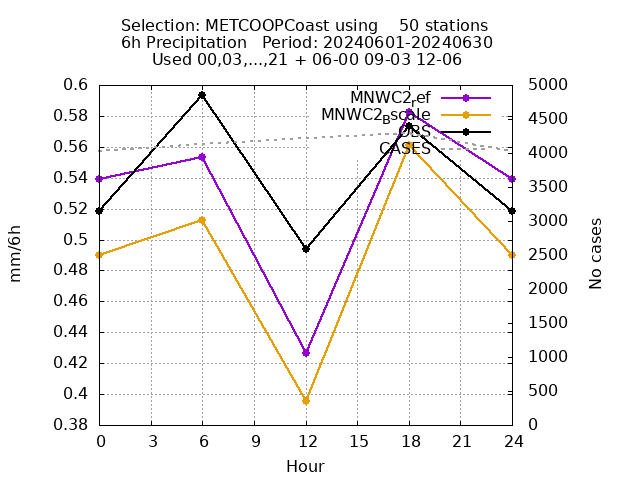 Selection: METCOOPCoast using 50 stations
6h Precipitation Period: 20240601-20240630
Used 00,03,...,21 + 06-00 09-03 12-06
MNWC2ref
MNWC2Bscale
OBS
CASES
0.6
0.58
0.56
0.54
0.52
0.5
0.48
0.46
0.44
0.42
0.4
0.38
5000
4500
4000
3500
3000
2500
2000
1500
1000
500
0
mm/6h
No cases
0 3 6 9 12 15 18 21 24
Hour